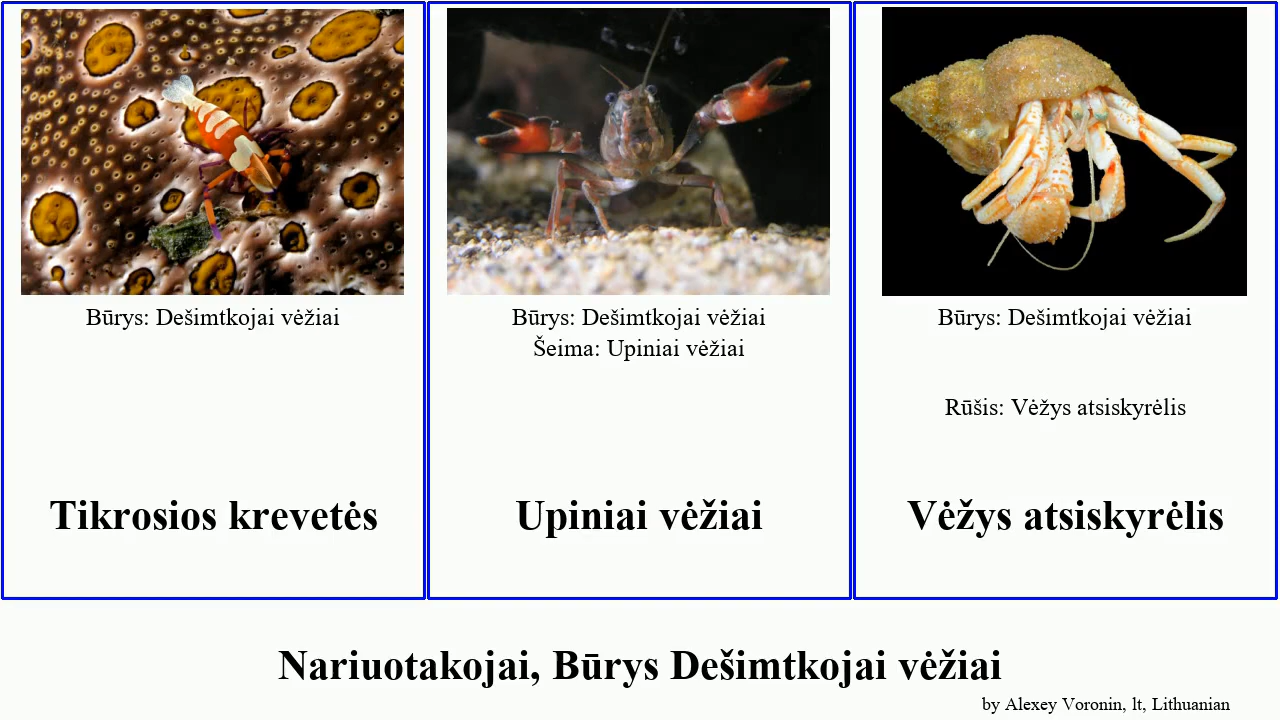 Būrys: Dešimtkojai vėžiai
Tikrosios krevetės
Būrys: Dešimtkojai vėžiai
Šeima: Upiniai vėžiai
Upiniai vėžiai
Būrys: Dešimtkojai vėžiai
Rūšis: Vėžys atsiskyrėlis
Vėžys atsiskyrėlis
Nariuotakojai, Būrys Dešimtkojai vėžiai
by Alexey Voronin, lt, Lithuanian